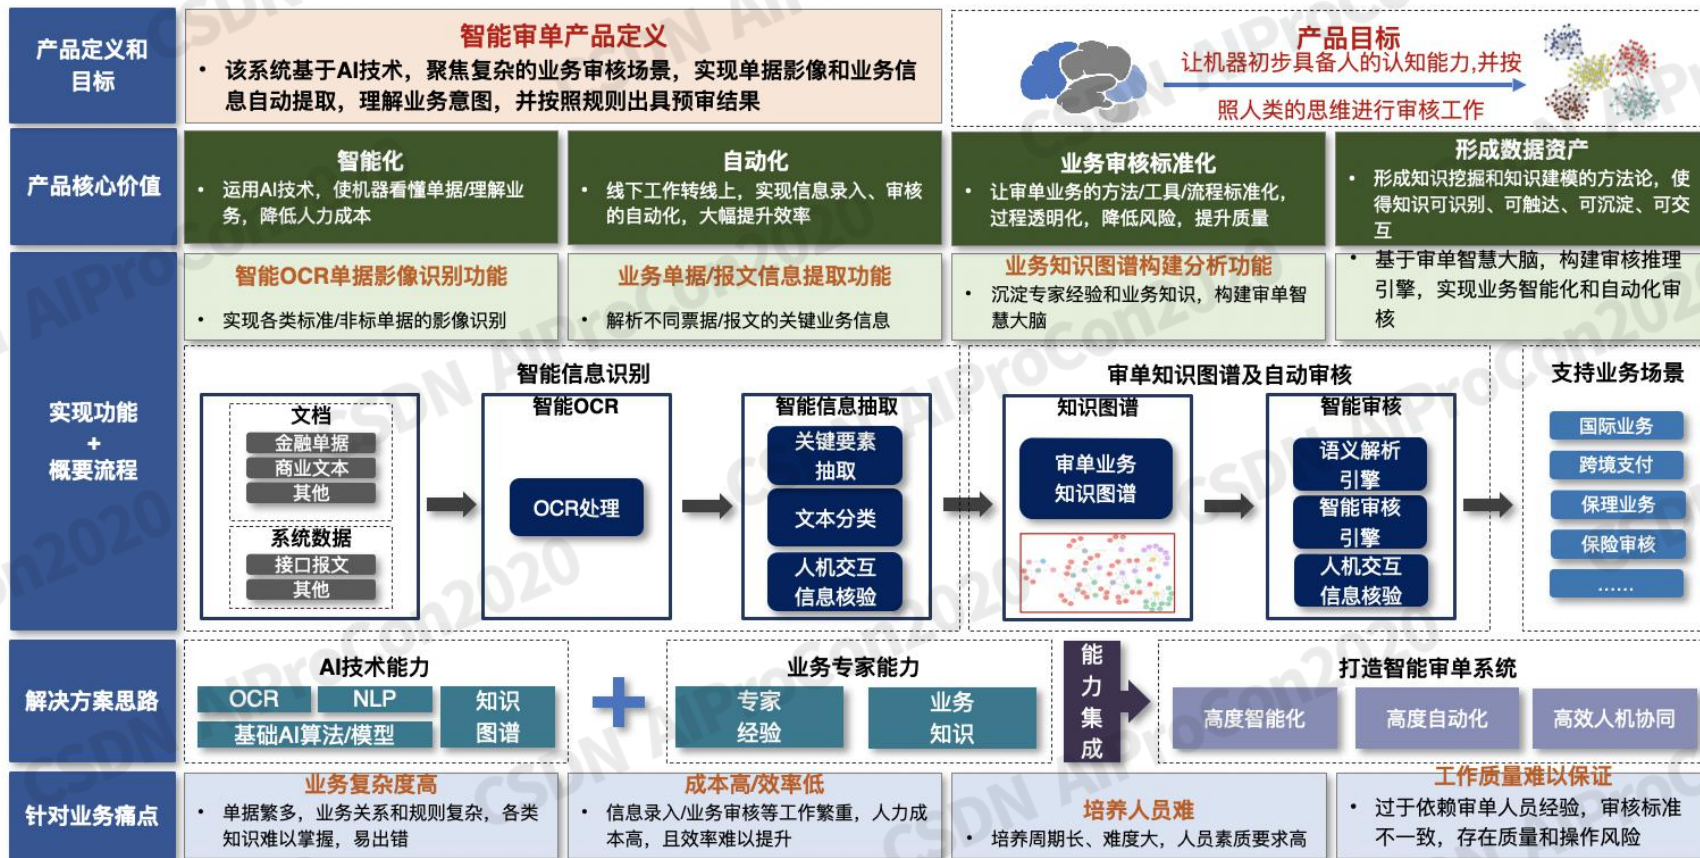 产品定义和
目标
智能审单产品定义
• 该系统基于AI技术，聚焦复杂的业务审核场景，实现单据影像和业务信
息自动提取，理解业务意图，并按照规则出具预审结果
产品目标
让机器初步具备人的认知能力,并按
照人类的思维进行审核工作
产品核心价值
智能化
• 运用AI技术，使机器看懂单据/理解业
务，降低人力成本
自动化
• 线下工作转线上，实现信息录入、审核
的自动化，大幅提升效率
业务审核标准化
• 让审单业务的方法/工具/流程标准化，
过程透明化，降低风险，提升质量
形成数据资产
• 形成知识挖掘和知识建模的方法论，使
得知识可识别、可触达、可沉淀、可交
互
实现功能
+
概要流程
智能OCR单据影像识别功能
• 实现各类标准/非标单据的影像识别
业务单据/报文信息提取功能
• 解析不同票据/报文的关键业务信息
业务知识图谱构建分析功能
• 沉淀专家经验和业务知识，构建审单智
慧大脑
• 基于审单智慧大脑，构建审核推理
引擎，实现业务智能化和自动化审
核
智能信息识别
文档
金融单据
商业文本
其他
系统数据
接口报文
其他
智能OCR
OCR处理
智能信息抽取
关键要素
抽取
文本分类
人机交互
信息核验
审单知识图谱及自动审核
知识图谱
审单业务
知识图谱
智能审核
语义解析
引擎
智能审核
引擎
人机交互
信息核验
支持业务场景
国际业务
跨境支付
保理业务
保险审核
......
解决方案思路
AI技术能力
OCR
NLP
知识
图谱
基础AI算法/模型
业务专家能力
专家
经验
业务
知识
能
力
集
成
打造智能审单系统
高度智能化
高度自动化
高效人机协同
针对业务痛点
业务复杂度高
• 单据繁多，业务关系和规则复杂，各类
知识难以掌握，易出错
成本高/效率低
• 信息录入/业务审核等工作繁重，人力成
本高，且效率难以提升
培养人员难
• 培养周期长、难度大，人员素质要求高
工作质量难以保证
• 过于依赖审单人员经验，审核标准
不一致，存在质量和操作风险
CSDN AIProCon2020